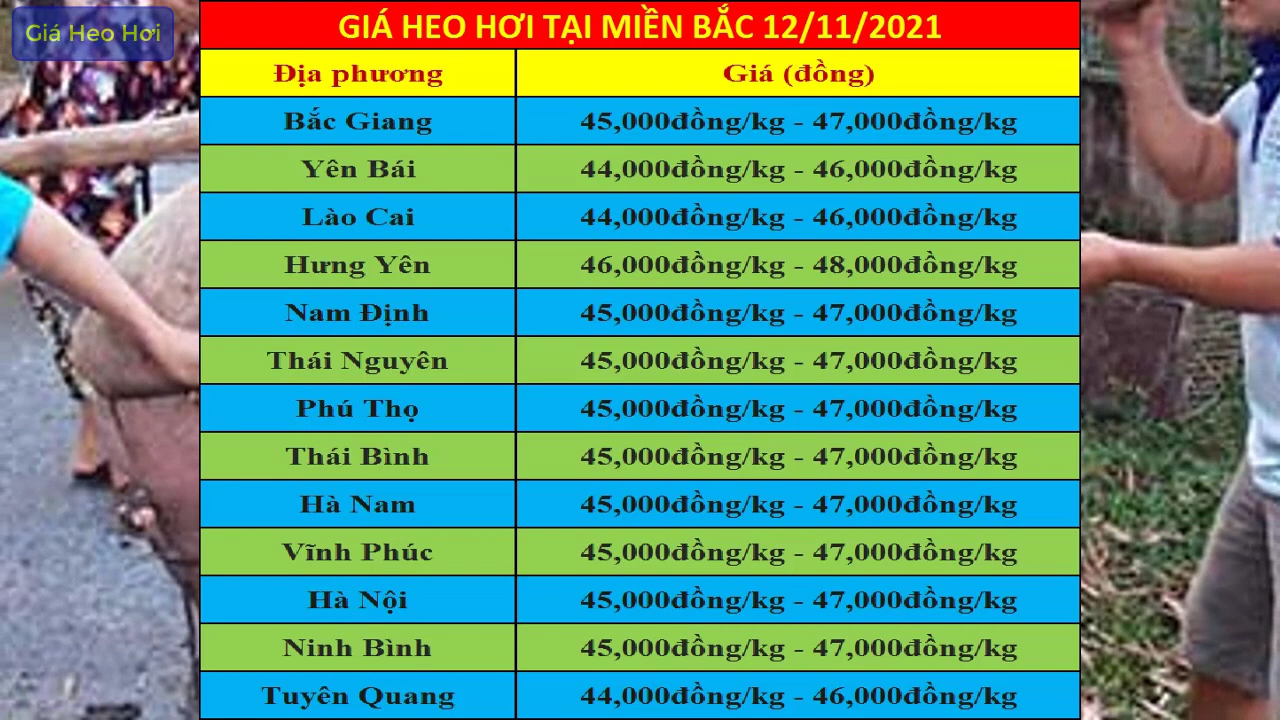 Giá Heo Hơi
GIÁ HEO HƠI TẠI MIỀN BẮC 12/11/2021
Địa phương Giá (đồng)
Bắc Giang 45,000đồng/kg - 47,000đồng/kg
Yên Bái 44,000đồng/kg - 46,000đồng/kg
Lào Cai 44,000đồng/kg - 46,000đồng/kg
Hưng Yên 46,000đồng/kg - 48,000đồng/kg
Nam Định 45,000đồng/kg - 47,000đồng/kg
Thái Nguyên 45,000đồng/kg - 47,000đồng/kg
Phú Thọ 45,000đồng/kg - 47,000đồng/kg
Thái Bình 45,000đồng/kg - 47,000đồng/kg
Hà Nam 45,000đồng/kg - 47,000đồng/kg
Vĩnh Phúc 45,000đồng/kg - 47,000đồng/kg
Hà Nội 45,000đồng/kg - 47,000đồng/kg
Ninh Bình 45,000đồng/kg - 47,000đồng/kg
Tuyên Quang 44,000đồng/kg - 46,000đồng/kg